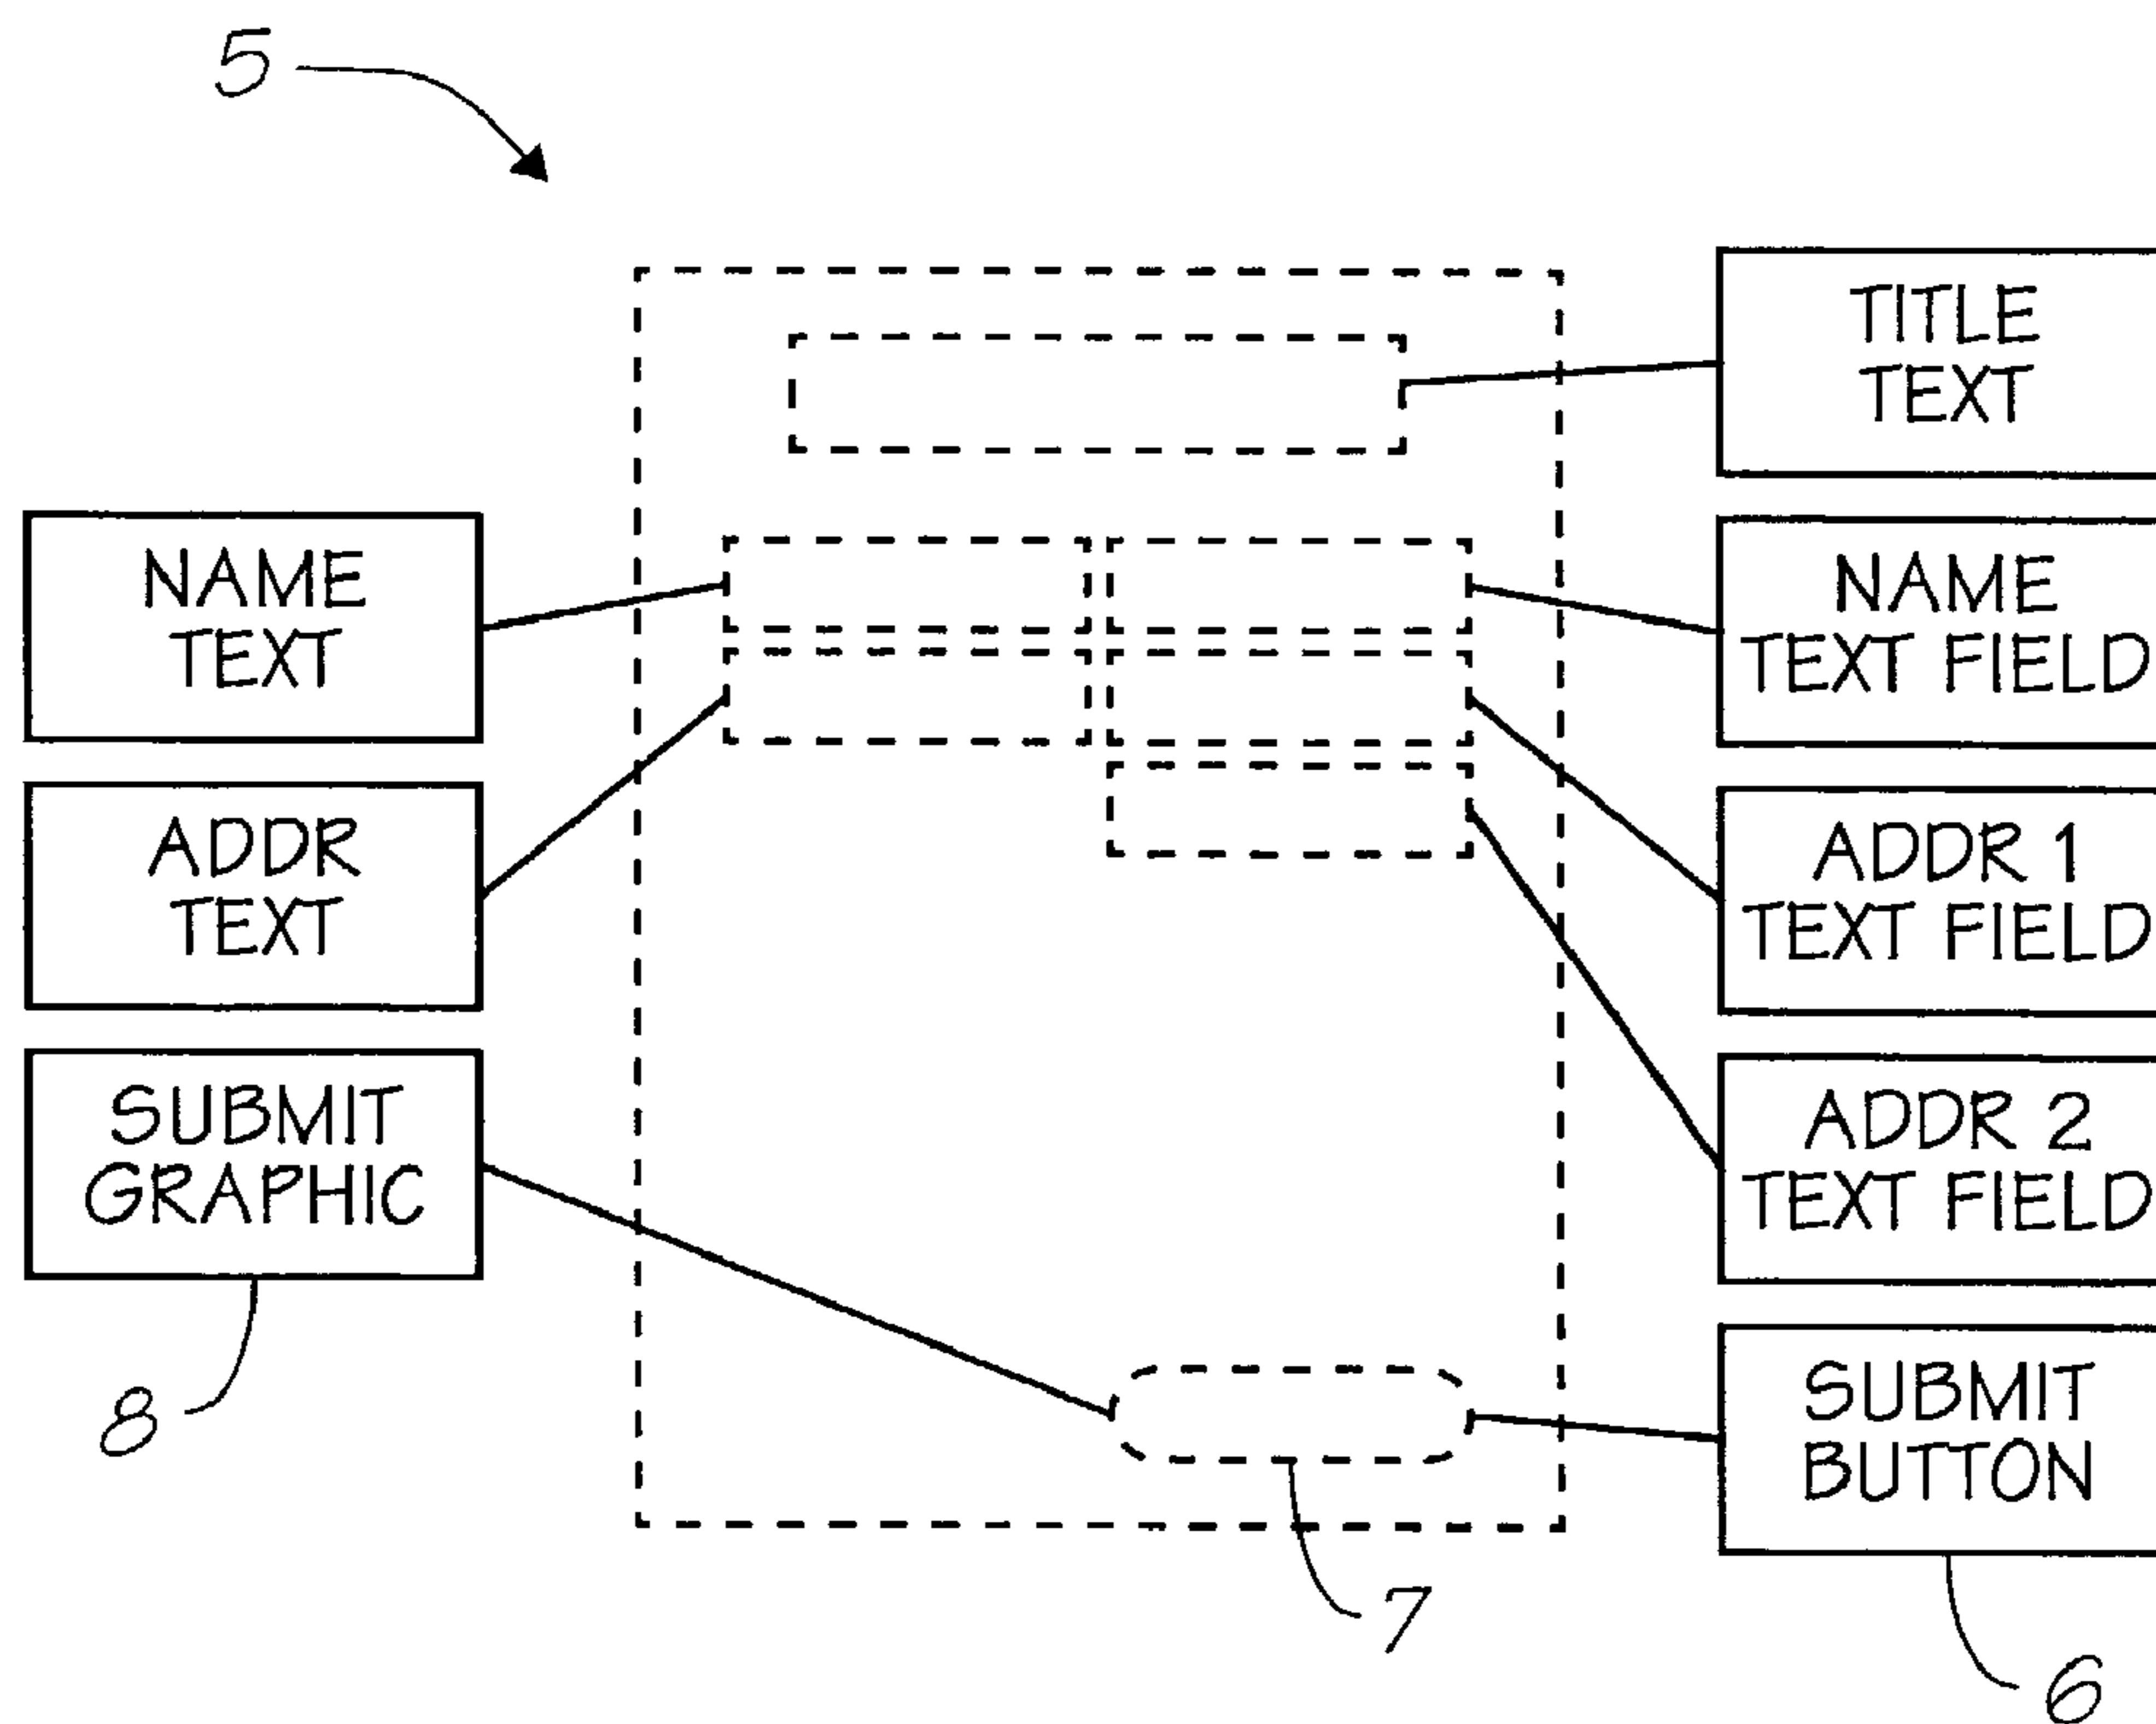 5
TITLE
TEXT
NAME
TEXT
NAME
TEXT FIELD
ADDR
TEXT
ADDR 1
TEXT FIELD
SUBMIT
GRAPHIC
ADDR 2
TEXT FIELD
8
SUBMIT
BUTTON
7
6